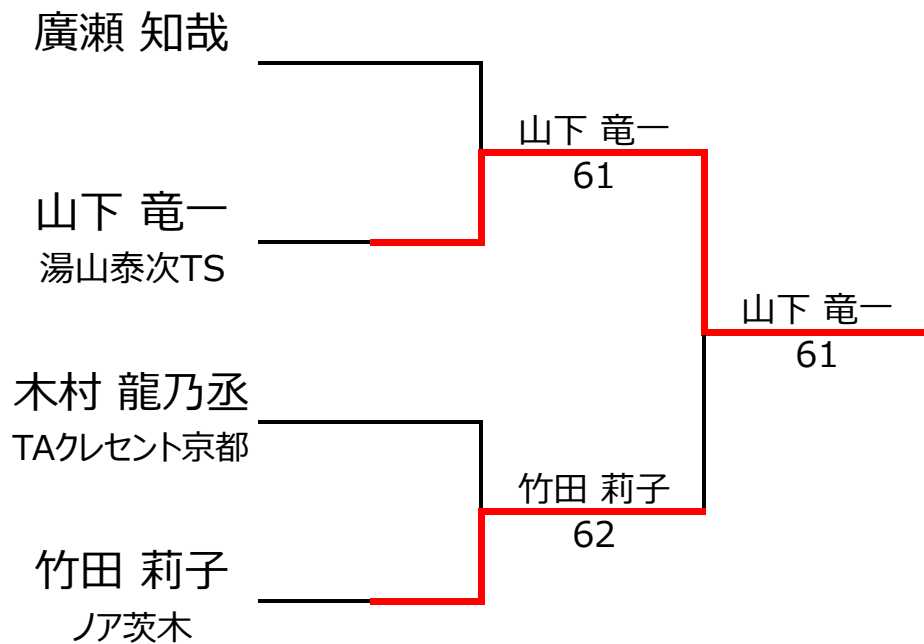 廣瀬 知哉
山下 竜一
61
山下 竜一
湯山泰次TS
山下 竜一
61
木村 龍乃丞
TAクレセント京都
竹田 莉子
62
竹田 莉子
ノア茨木